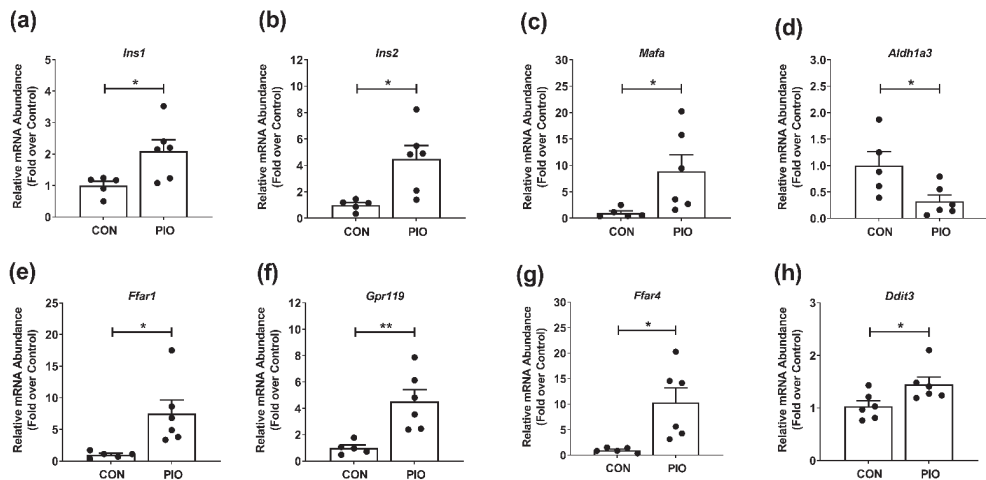 (a)
Ins1
Relative mRNA Abundance
(Fold over Control)
5
4
3
2
1
0
*
CON PIO
(b)
Ins2
Relative mRNA Abundance
(Fold over Control)
12
10
8
6
4
2
0
*
CON PIO
(c)
Mafa
Relative mRNA Abundance
(Fold over Control)
30
25
20
15
10
5
0
*
CON PIO
(d)
Aldh1a3
Relative mRNA Abundance
(Fold over Control)
3.0
2.5
2.0
1.5
1.0
0.5
0.0
*
CON PIO
(e)
Ffar1
Relative mRNA Abundance
(Fold over Control)
25
20
15
10
5
0
*
CON PIO
(f)
Gpr119
Relative mRNA Abundance
(Fold over Control)
12
10
8
6
4
2
0
**
CON PIO
(g)
Ffar4
Relative mRNA Abundance
(Fold over Control)
30
25
20
15
10
5
0
*
CON PIO
(h)
Ddit3
Relative mRNA Abundance
(Fold over Control)
3
2
1
0
*
CON PIO